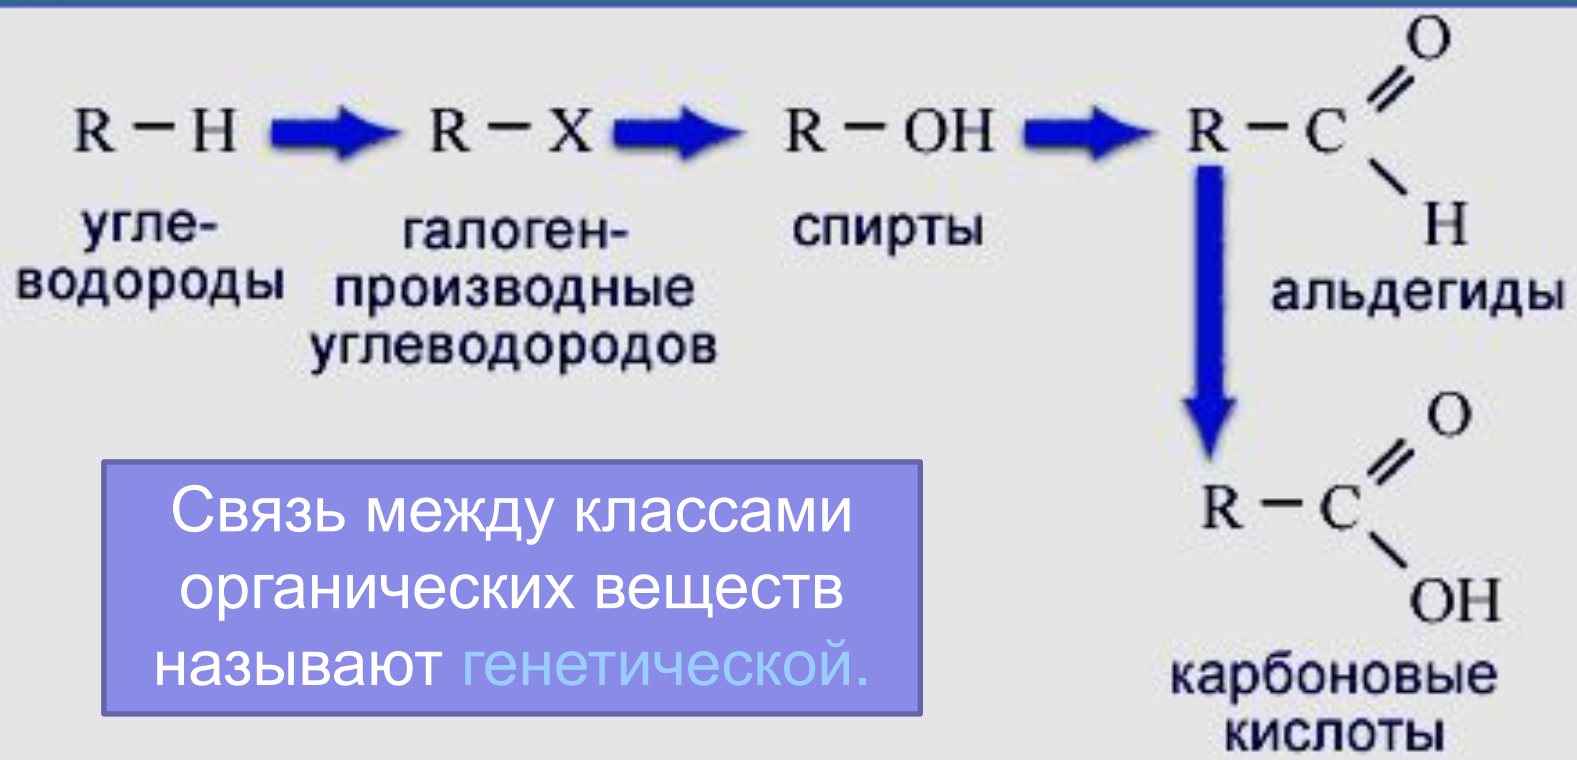 O
R – H R – X R – OH R – C
H
угле-
водороды
галоген-
производные
углеводородов
спирты
альдегиды
O
R – C
OH
карбоновые
кислоты
Связь между классами
органических веществ
называют генетической.